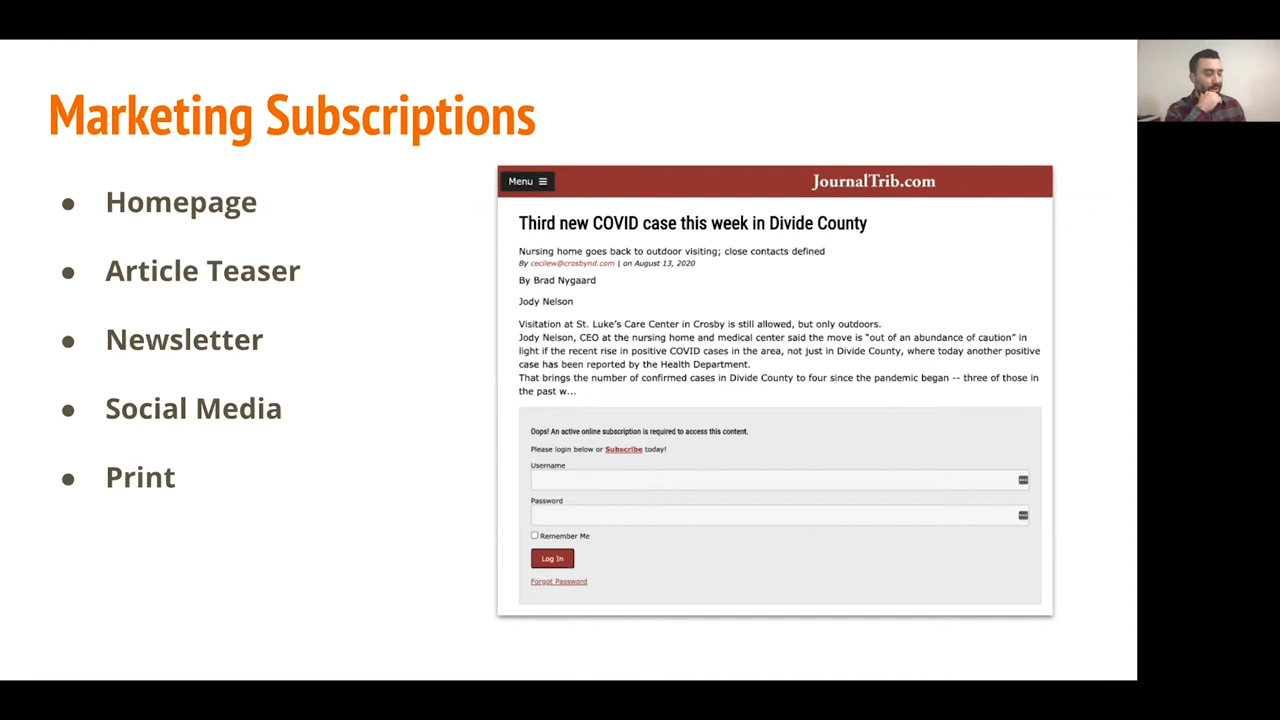 Marketing Subscriptions
● Homepage
● Article Teaser
● Newsletter
● Social Media
● Print
Menu ☰
JournalTrib.com
Third new COVID case this week in Divide County
Nursing home goes back to outdoor visiting; close contacts defined
By cecilew@crosbynd.com | on August 13, 2020
By Brad Nygaard
Jody Nelson
Visitation at St. Luke's Care Center in Crosby is still allowed, but only outdoors.
Jody Nelson, CEO at the nursing home and medical center said the move is “out of an abundance of caution” in
light if the recent rise in positive COVID cases in the area, not just in Divide County, where today another positive
case has been reported by the Health Department.
That brings the number of confirmed cases in Divide County to four since the pandemic began -- three of those in
the past w...
Oops! An active online subscription is required to access this content.
Please login below or Subscribe today!
Username
Password
Remember Me
Log In
Forgot Password